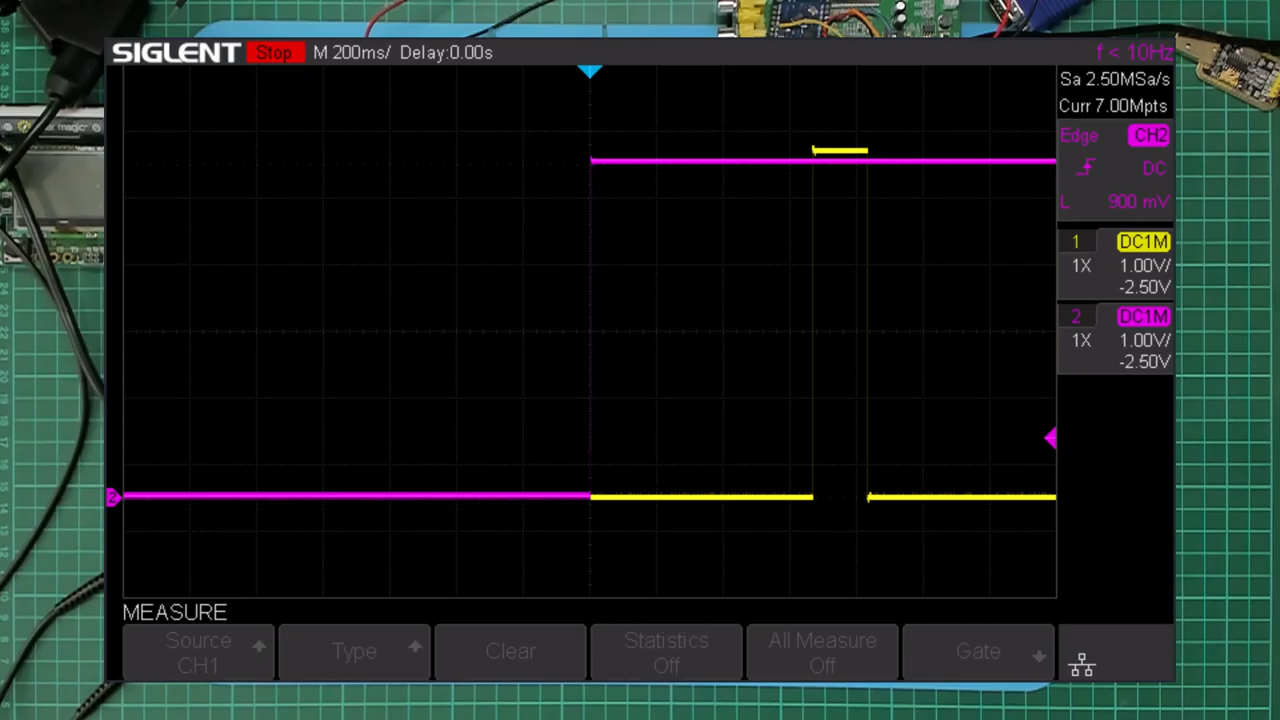 SIGLENT Stop M 200ms/ Delay:0.00s f < 10Hz
Sa 2.50MSa/s
Curr 7.00Mpts
Edge CH2
DC
L 900 mV
1 DC1M
1X 1.00V/
-2.50V
2 DC1M
1X 1.00V/
-2.50V
2
MEASURE
Source CH1
Type
Clear
Statistics Off
All Measure Off
Gate